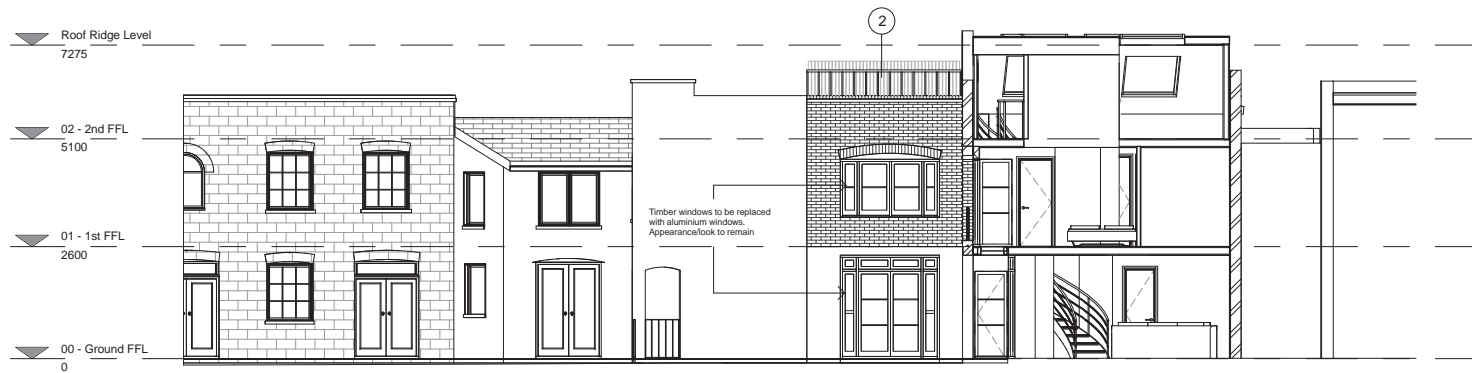 2
Roof Ridge Level
7275
02 - 2nd FFL
5100
Timber windows to be replaced
with aluminium windows.
Appearance/look to remain
01 - 1st FFL
2600
00 - Ground FFL
0